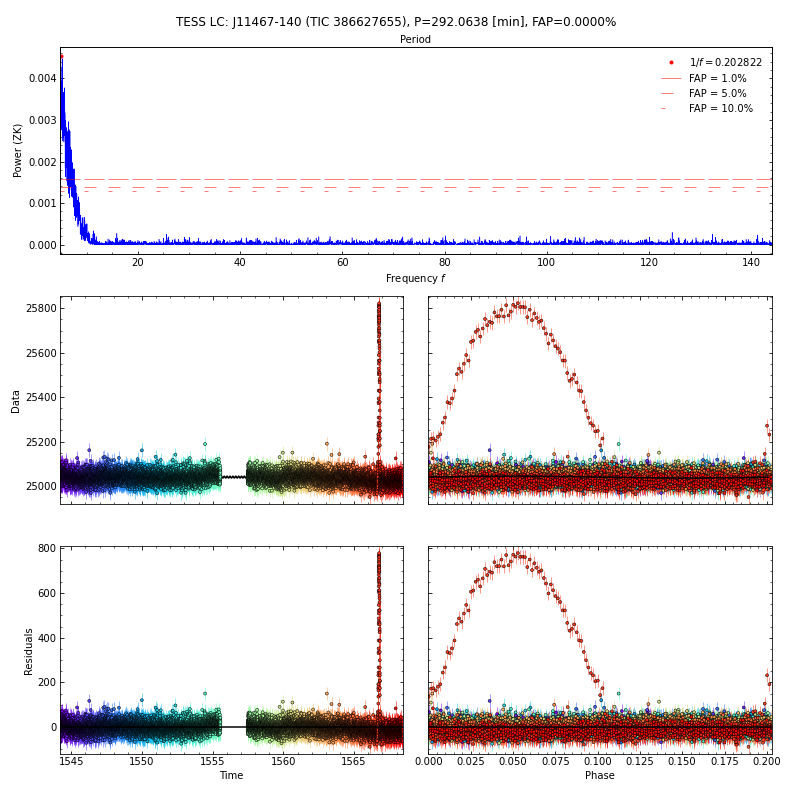 TESS LC: J11467-140 (TIC 386627655), P=292.0638 [min], FAP=0.0000%
Period
Power (ZK)
0.004
0.003
0.002
0.001
0.000
1/f = 0.202822
FAP = 1.0%
FAP = 5.0%
FAP = 10.0%
20 40 60 80 100 120 140
Frequency f
Data
25800
25600
25400
25200
25000
Residuals
800
600
400
200
0
1545 1550 1555 1560 1565
Time
0.000 0.025 0.050 0.075 0.100 0.125 0.150 0.175 0.200
Phase